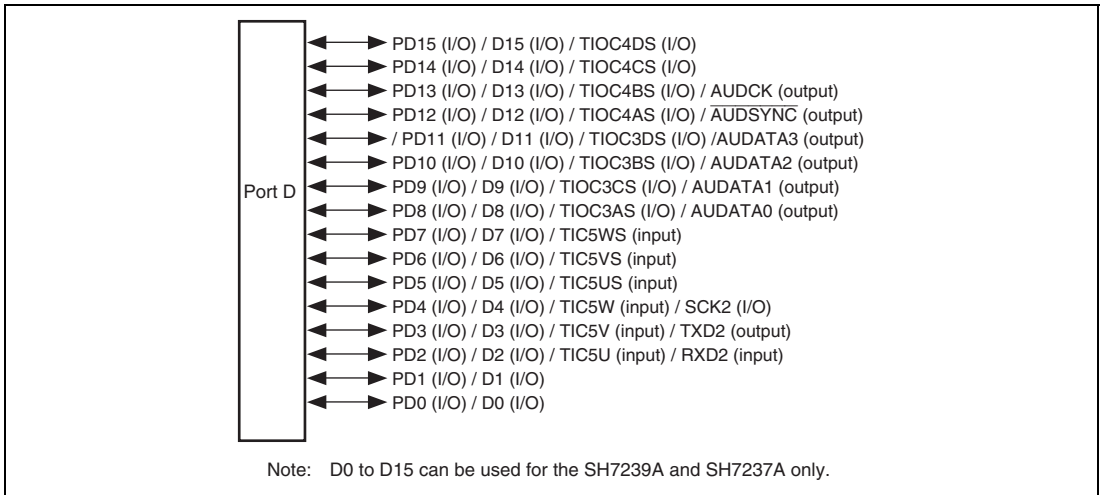 PD15 (I/O) / D15 (I/O) / TIOC4DS (I/O)
PD14 (I/O) / D14 (I/O) / TIOC4CS (I/O)
PD13 (I/O) / D13 (I/O) / TIOC4BS (I/O) / AUDCK (output)
PD12 (I/O) / D12 (I/O) / TIOC4AS (I/O) / AUDSYNC (output)
/ PD11 (I/O) / D11 (I/O) / TIOC3DS (I/O) /AUDATA3 (output)
PD10 (I/O) / D10 (I/O) / TIOC3BS (I/O) / AUDATA2 (output)
Port D
PD9 (I/O) / D9 (I/O) / TIOC3CS (I/O) / AUDATA1 (output)
PD8 (I/O) / D8 (I/O) / TIOC3AS (I/O) / AUDATA0 (output)
PD7 (I/O) / D7 (I/O) / TIC5WS (input)
PD6 (I/O) / D6 (I/O) / TIC5VS (input)
PD5 (I/O) / D5 (I/O) / TIC5US (input)
PD4 (I/O) / D4 (I/O) / TIC5W (input) / SCK2 (I/O)
PD3 (I/O) / D3 (I/O) / TIC5V (input) / TXD2 (output)
PD2 (I/O) / D2 (I/O) / TIC5U (input) / RXD2 (input)
PD1 (I/O) / D1 (I/O)
PD0 (I/O) / D0 (I/O)
Note: D0 to D15 can be used for the SH7239A and SH7237A only.